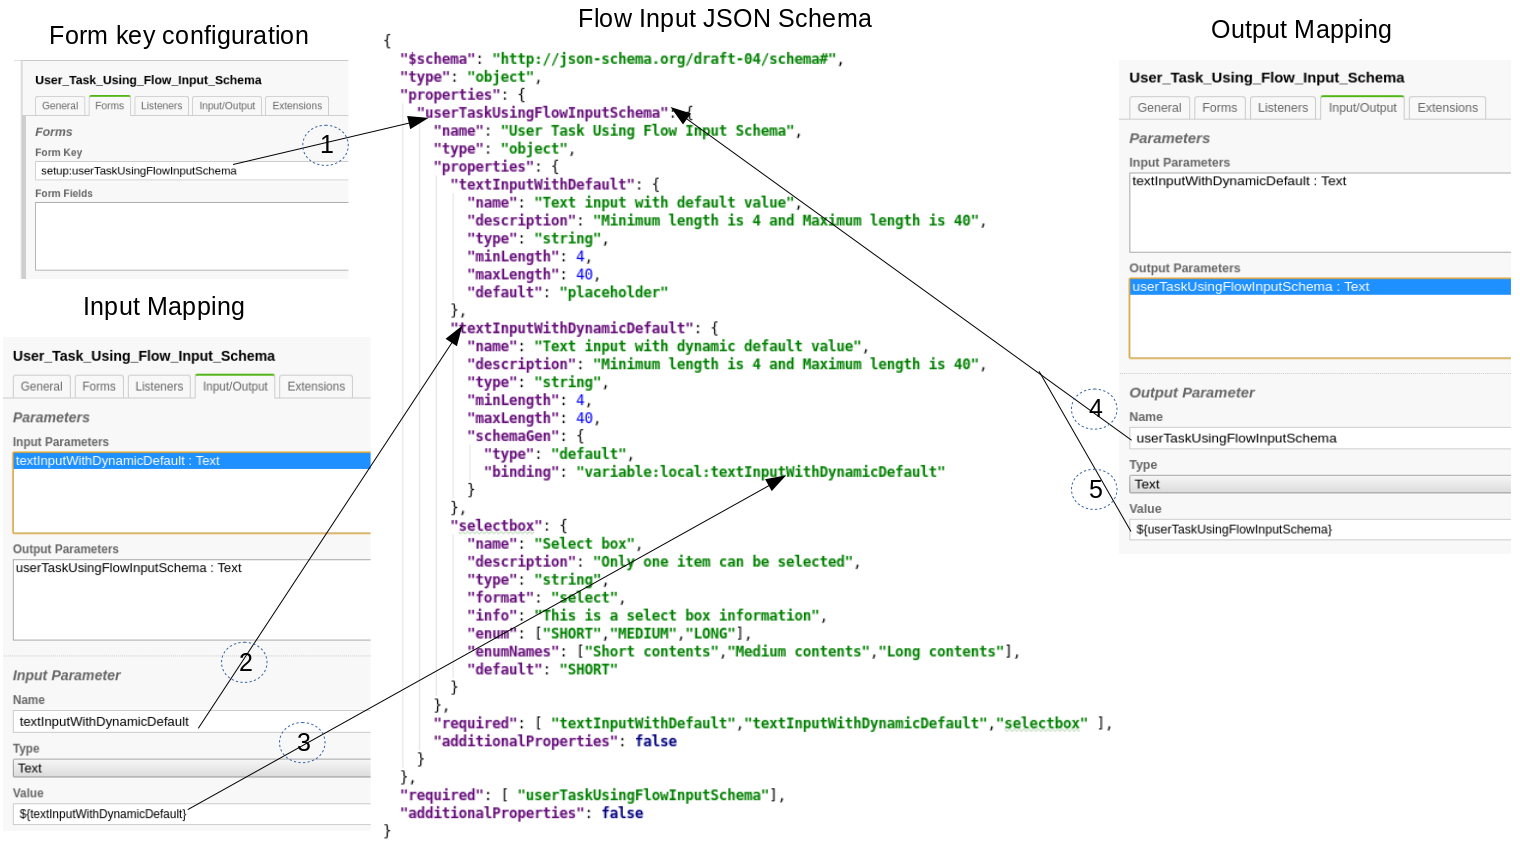 Form key configuration
User_Task_Using_Flow_Input_Schema
General Forms Listeners Input/Output Extensions
Forms
Form Key
setup:userTaskUsingFlowInputSchema
Form Fields
1
Input Mapping
User_Task_Using_Flow_Input_Schema
General Forms Listeners Input/Output Extensions
Parameters
Input Parameters
textInputWithDynamicDefault : Text
Output Parameters
userTaskUsingFlowInputSchema : Text
2
Input Parameter
Name
textInputWithDynamicDefault
3
Type
Text
Value
${textInputWithDynamicDefault}
Flow Input JSON Schema
{
"$schema": "http://json-schema.org/draft-04/schema#",
"type": "object",
"properties": {
"userTaskUsingFlowInputSchema": {
"name": "User Task Using Flow Input Schema",
"type": "object",
"properties": {
"textInputWithDefault": {
"name": "Text input with default value",
"description": "Minimum length is 4 and Maximum length is 40",
"type": "string",
"minLength": 4,
"maxLength": 40,
"default": "placeholder"
},
"textInputWithDynamicDefault": {
"name": "Text input with dynamic default value",
"description": "Minimum length is 4 and Maximum length is 40",
"type": "string",
"minLength": 4,
"maxLength": 40,
"schemaGen": {
"type": "default",
"binding": "variable:local:textInputWithDynamicDefault"
}
},
"selectbox": {
"name": "Select box",
"description": "Only one item can be selected",
"type": "string",
"format": "select",
"info": "This is a select box information",
"enum": ["SHORT","MEDIUM","LONG"],
"enumNames": ["Short contents","Medium contents","Long contents"],
"default": "SHORT"
}
},
"required": [ "textInputWithDefault","textInputWithDynamicDefault","selectbox" ],
"additionalProperties": false
}
},
"required": [ "userTaskUsingFlowInputSchema"],
"additionalProperties": false
}
Output Mapping
User_Task_Using_Flow_Input_Schema
General Forms Listeners Input/Output Extensions
Parameters
Input Parameters
textInputWithDynamicDefault : Text
Output Parameters
userTaskUsingFlowInputSchema : Text
Output Parameter
4
Name
userTaskUsingFlowInputSchema
Type
Text
5
Value
${userTaskUsingFlowInputSchema}